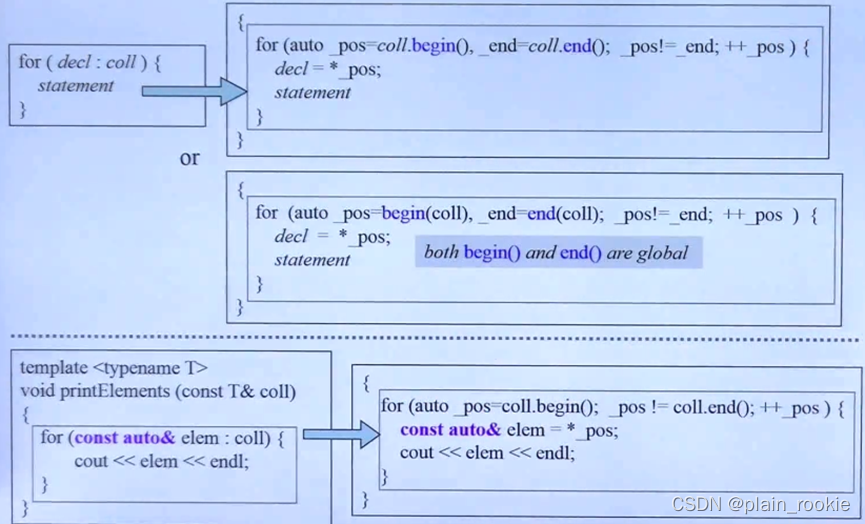 for ( decl : coll ) {
statement
}
or
{
for (auto _pos=coll.begin(), _end=coll.end(); _pos!=_end; ++_pos ) {
decl = *_pos;
statement
}
}
{
for (auto _pos=begin(coll), _end=end(coll); _pos!=_end; ++_pos ) {
decl = *_pos;
statement
both begin() and end() are global
}
}
template <typename T>
void printElements (const T& coll)
{
for (const auto& elem : coll) {
cout << elem << endl;
}
}
{
for (auto _pos=coll.begin(); _pos != coll.end(); ++_pos ) {
const auto& elem = *_pos;
cout << elem << endl;
}
}
CSDN @plain_rookie